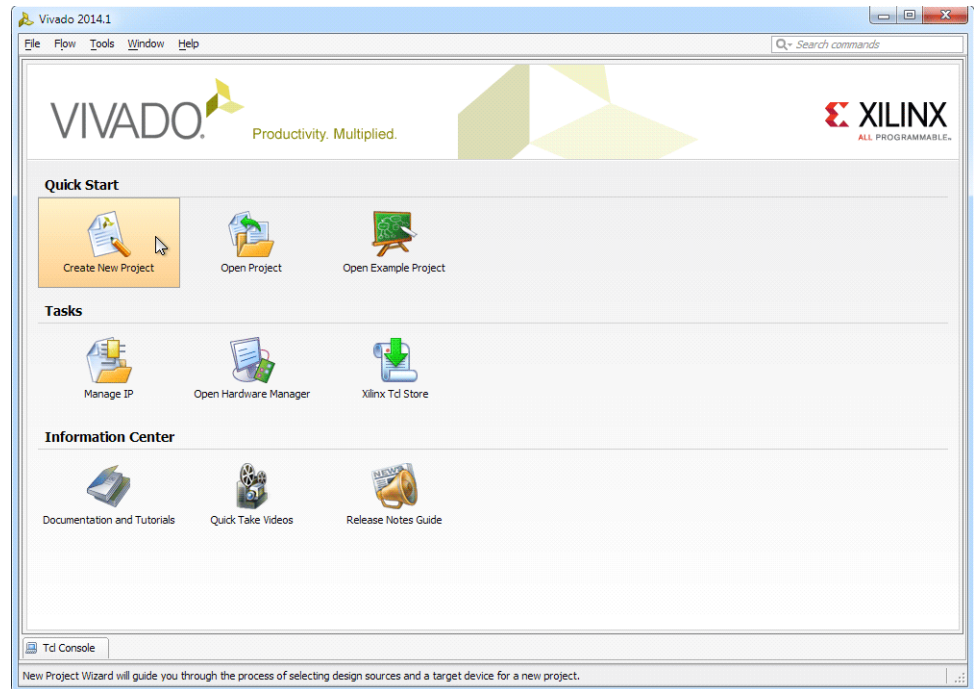 Vivado 2014.1
File Flow Tools Window Help
Search commands
VIVADO.
Productivity. Multiplied.
XILINX
ALL PROGRAMMABLE™
Quick Start
Create New Project
Open Project
Open Example Project
Tasks
Manage IP
Open Hardware Manager
Xilinx Tcl Store
Information Center
NEWS
Documentation and Tutorials
Quick Take Videos
Release Notes Guide
Tcl Console
New Project Wizard will guide you through the process of selecting design sources and a target device for a new project.